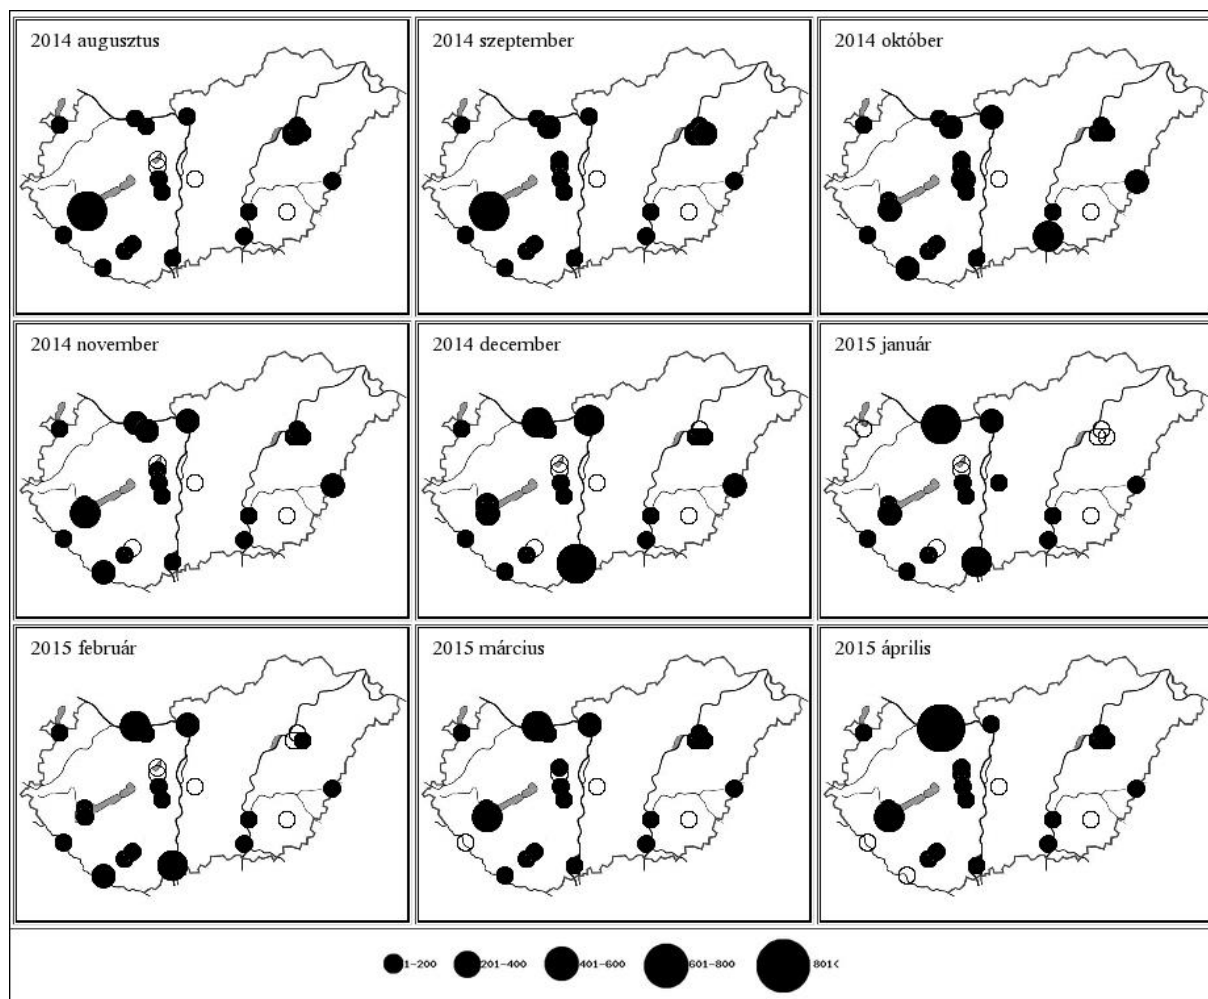 2014 augusztus
2014 szeptember
2014 október
2014 november
2014 december
2015 január
2015 február
2015 március
2015 április
1-200
201-400
401-600
601-800
801<